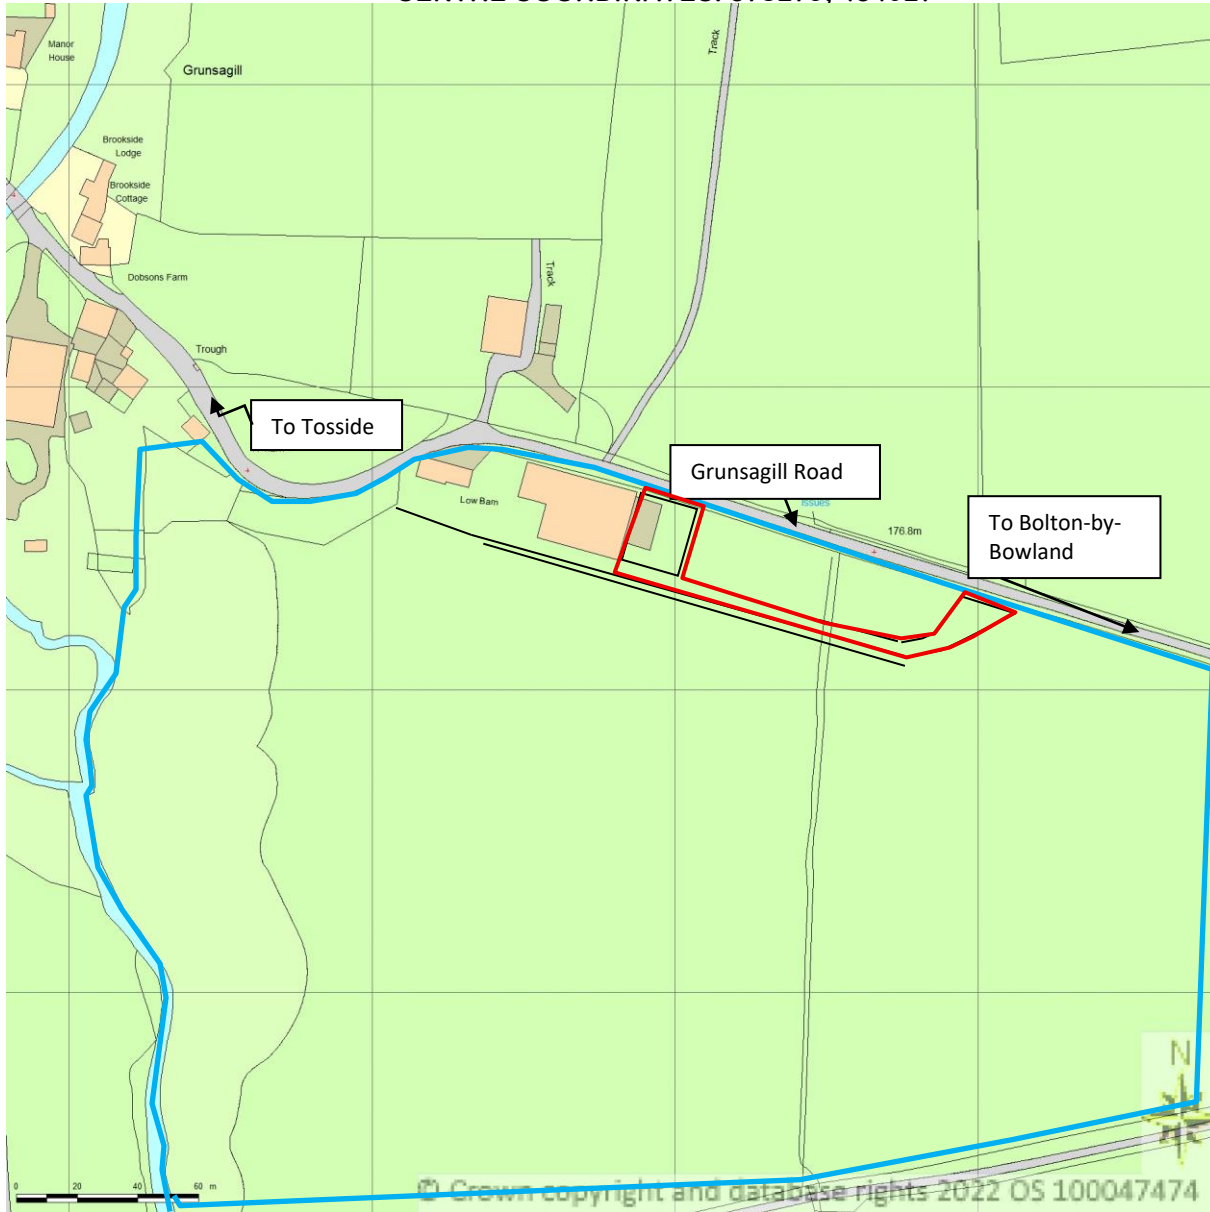 Manor
House
Grunsagill
Track
Brookside
Lodge
Brookside
Cottage
Dobsons Farm
Track
Trough
To Tosside
Grunsagill Road
Low Barn
Issues
176.8m
To Bolton-by-
Bowland
N
0 20 40 60 m
© Crown copyright and database rights 2022 OS 100047474